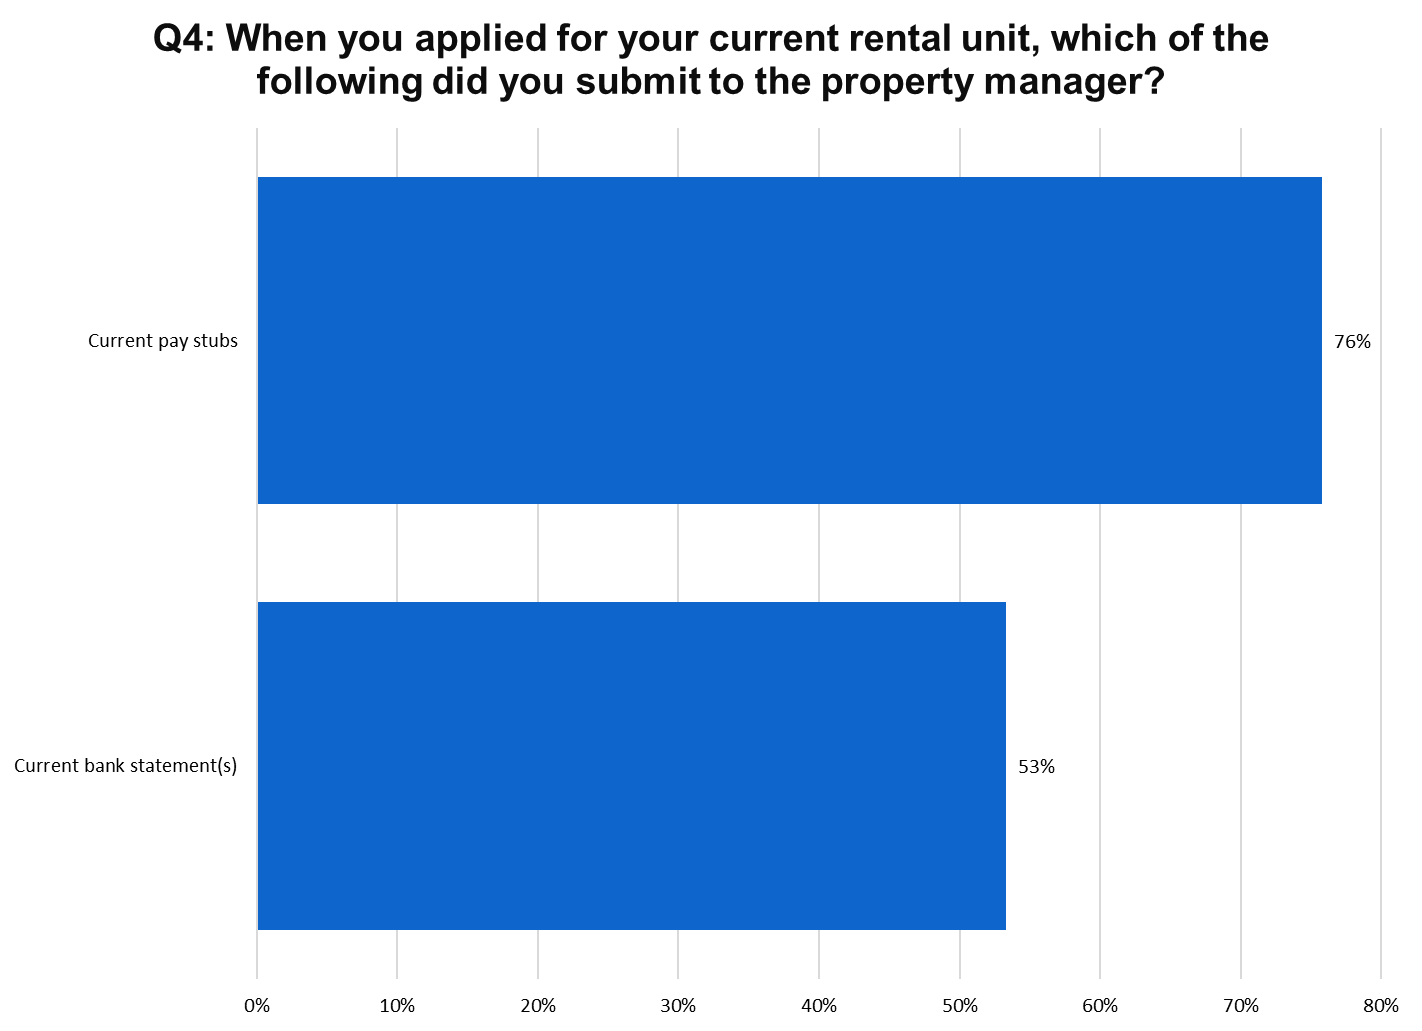 Q4: When you applied for your current rental unit, which of the
following did you submit to the property manager?
Current pay stubs
76%
Current bank statement(s)
53%
0% 10% 20% 30% 40% 50% 60% 70% 80%